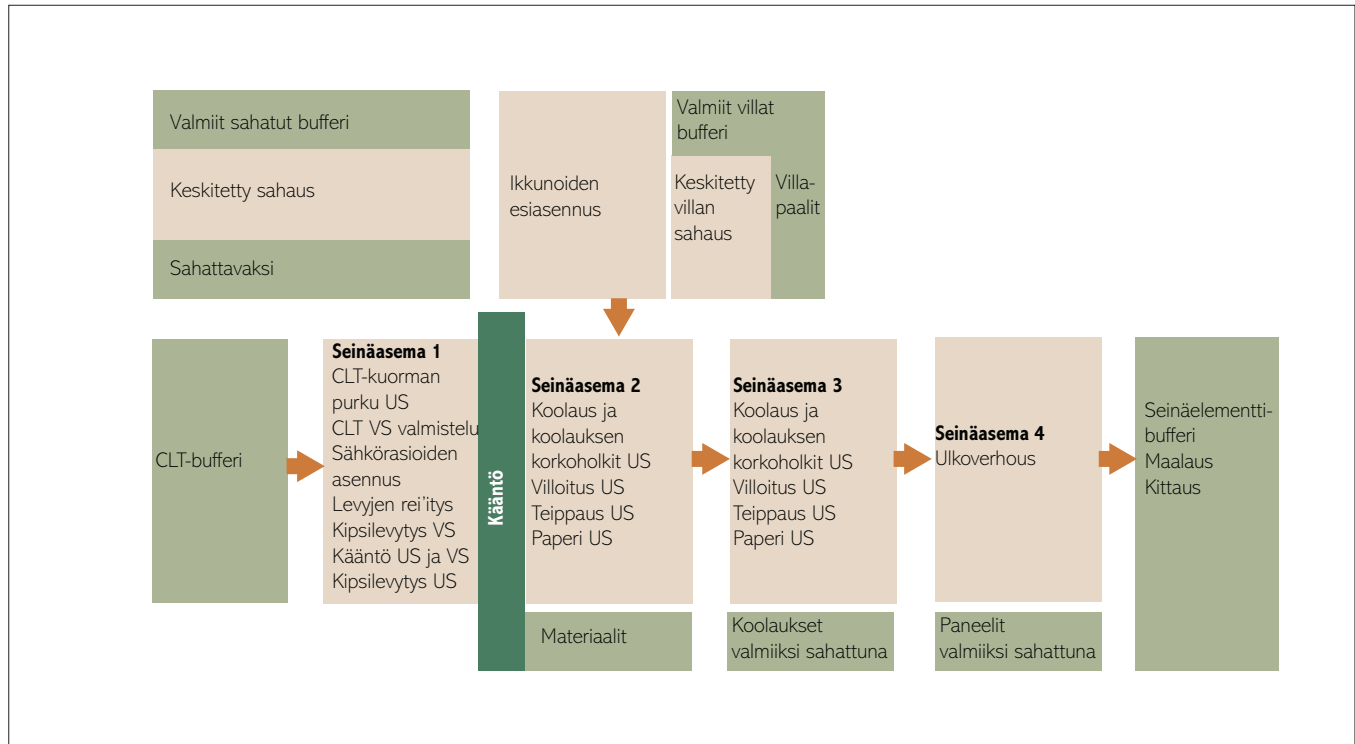 Valmiit sahatut bufferi
Keskitetty sahaus
Sahattavaksi
Ikkunoiden
esiasennus
Valmiit villat
bufferi
Keskitetty
villan
sahaus
Villa-
paalit
CLT-bufferi
Seinäasema 1
CLT-kuorman
purku US
CLT VS valmistelu
Sähkörasioiden
asennus
Levyjen rei'itys
Kipsilevytys VS
Kääntö US ja VS
Kipsilevytys US
Kääntö
Seinäasema 2
Koolaus ja
koolauksen
korkoholkit US
Villoitus US
Teippaus US
Paperi US
Materiaalit
Seinäasema 3
Koolaus ja
koolauksen
korkoholkit US
Villoitus US
Teippaus US
Paperi US
Koolaukset
valmiiksi sahattuna
Seinäasema 4
Ulkoverhous
Paneelit
valmiiksi sahattuna
Seinäelementti-
bufferi
Maalaus
Kittaus